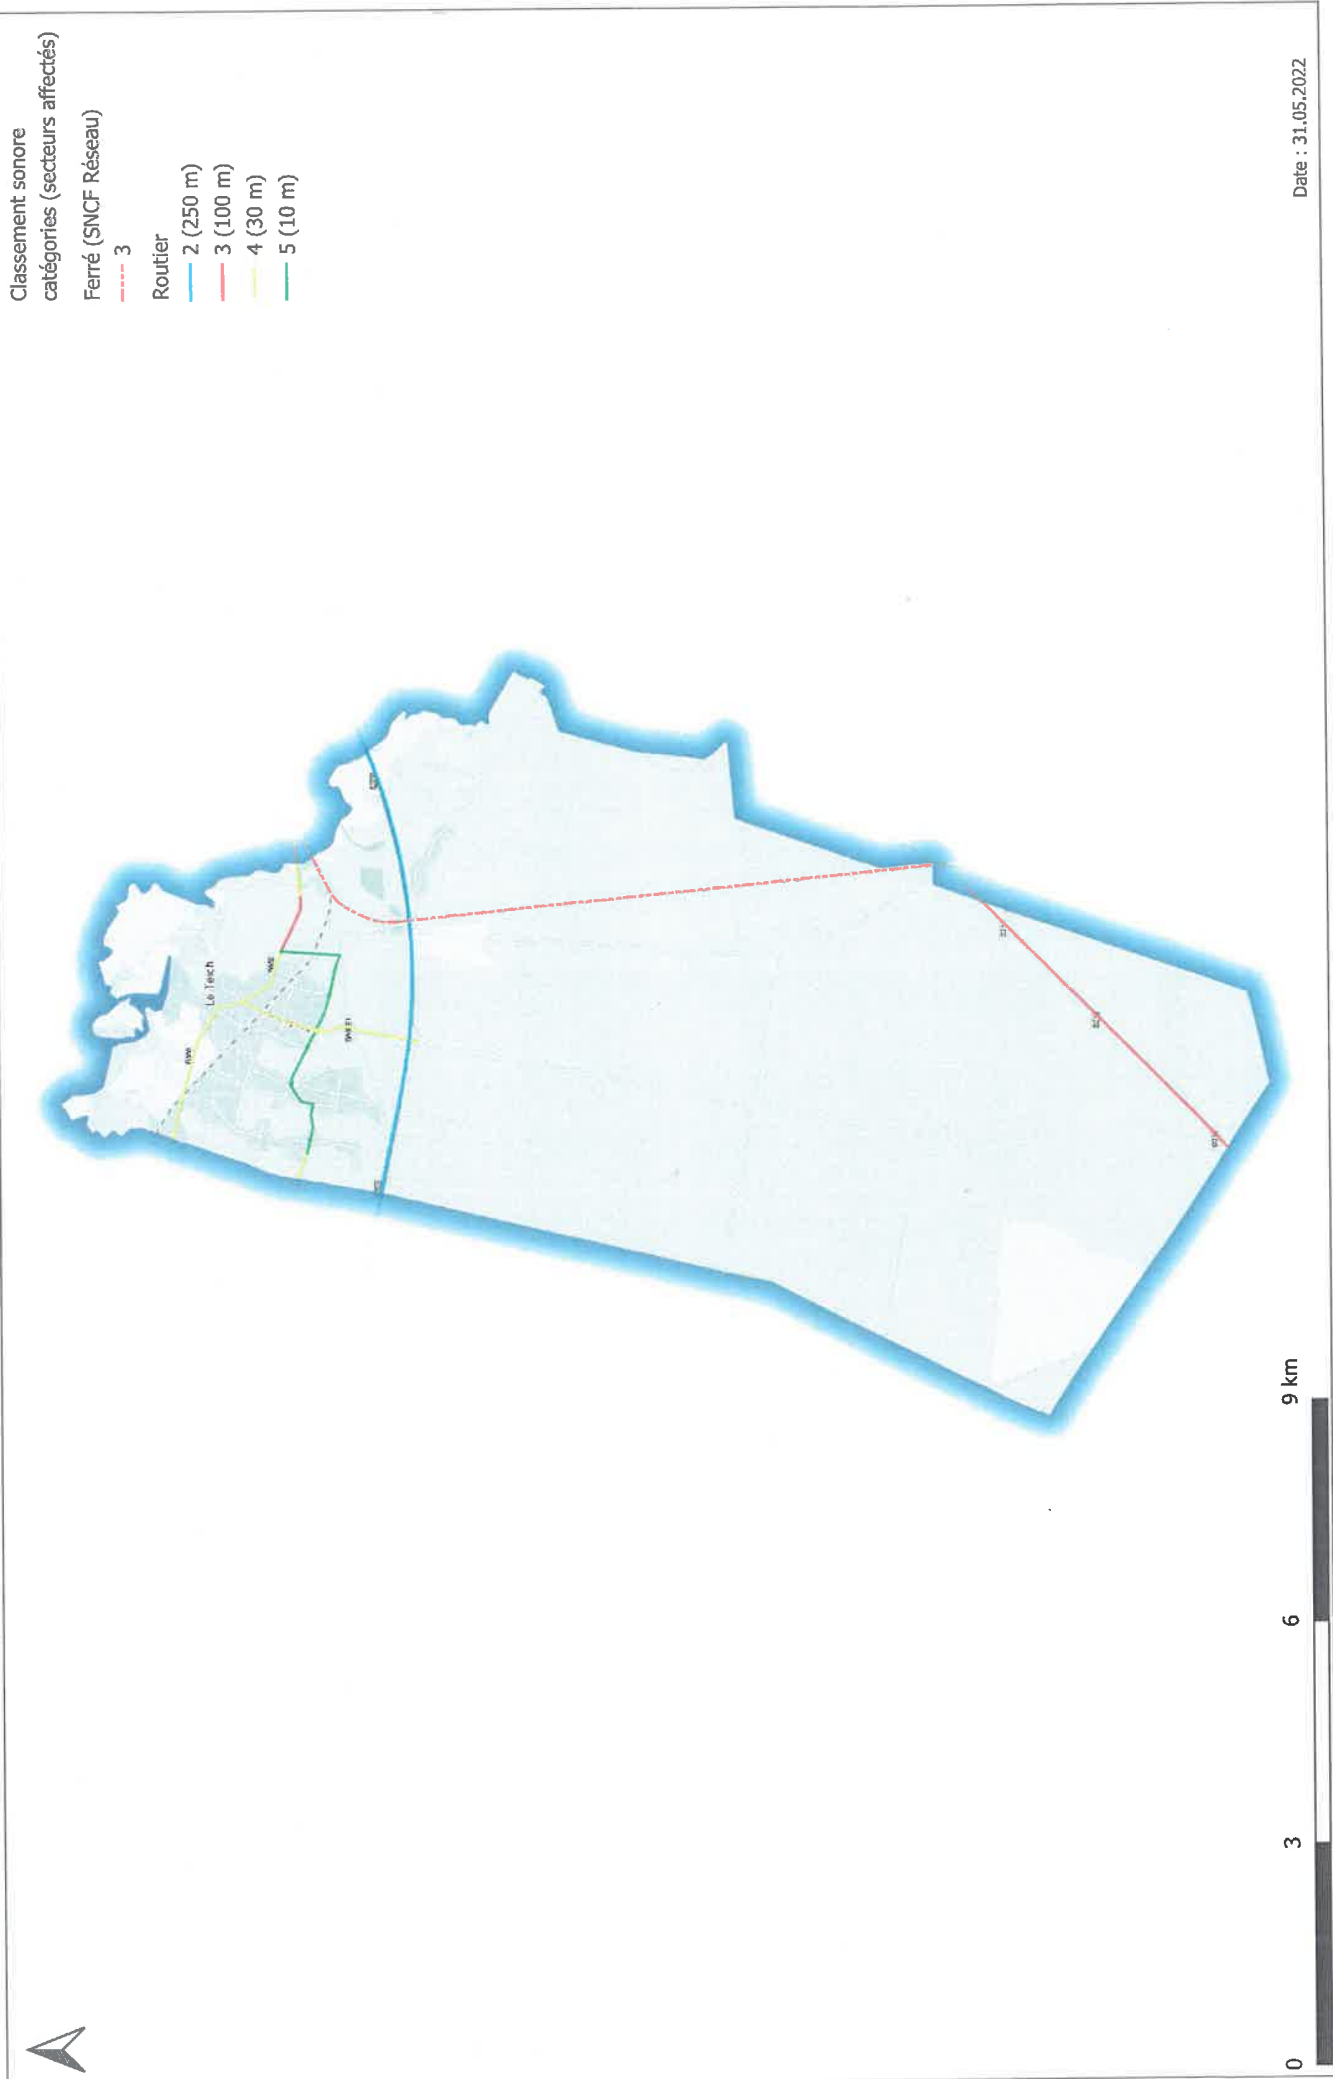 Classement sonore
catégories (secteurs affectés)
Ferré (SNCF Réseau)
3
Routier
2 (250 m)
3 (100 m)
4 (30 m)
5 (10 m)
Le Teich
0
3
6
9 km
Date : 31.05.2022